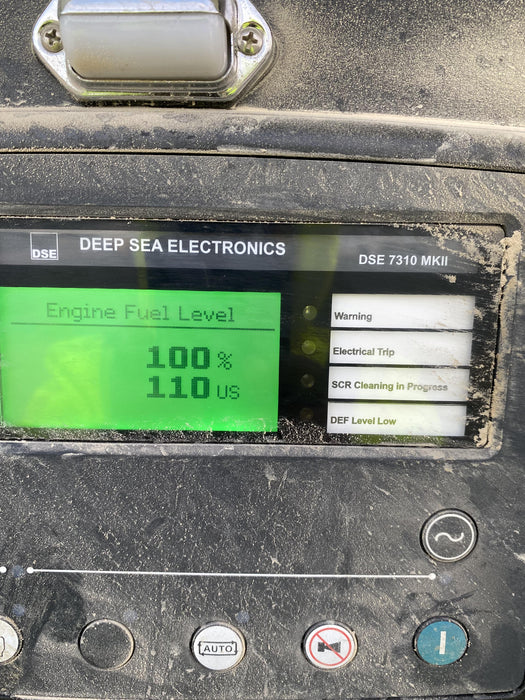 DSE
DEEP SEA ELECTRONICS
DSE 7310 MKII
Engine Fuel Level
100 %
110 US
Warning
Electrical Trip
SCR Cleaning in Progress
DEF Level Low
AUTO